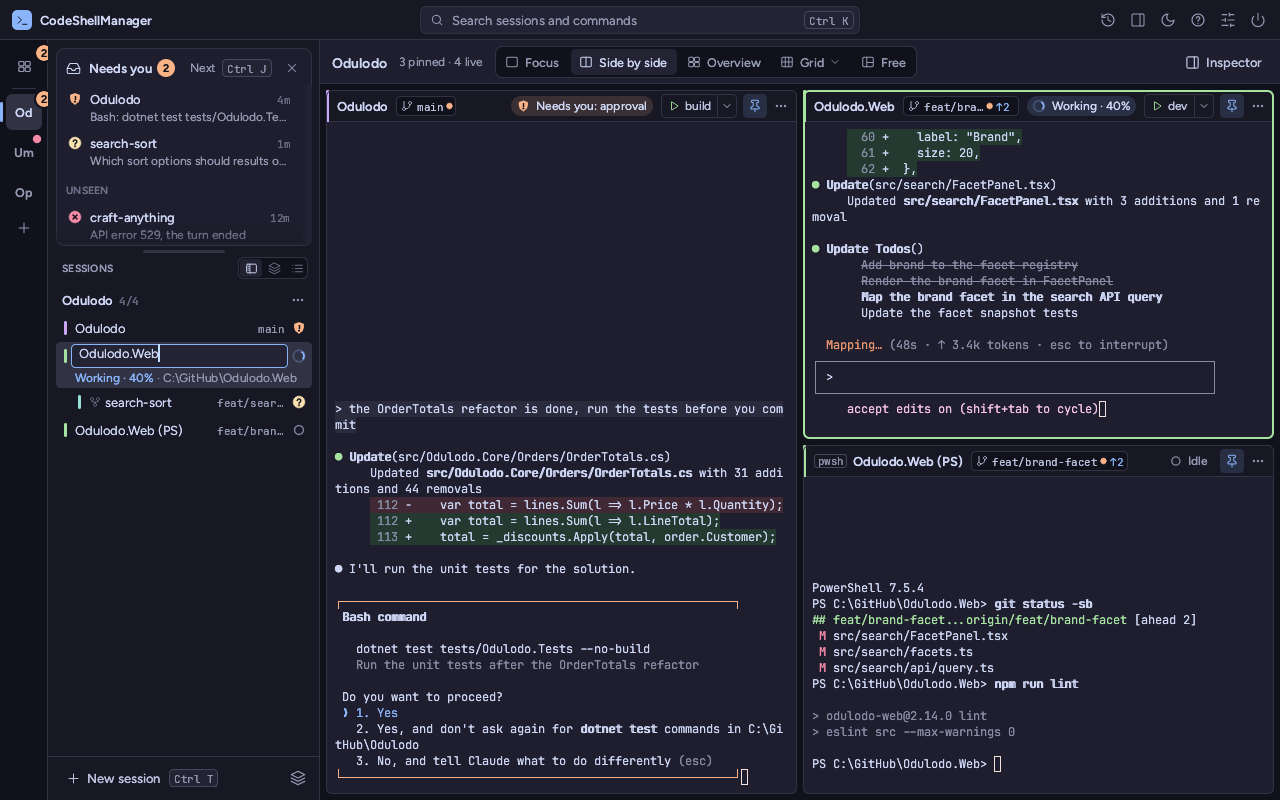 CodeShellManager
Search sessions and commands
Ctrl K
2
2
Od
Um
Op
Needs you 2 Next Ctrl J
Odulodo 4m
Bash: dotnet test tests/Odulodo.Te…
search-sort 1m
Which sort options should results o…
UNSEEN
craft-anything 12m
API error 529, the turn ended
SESSIONS
Odulodo 4/4
Odulodo main
Odulodo.Web
Working · 40% · C:\GitHub\Odulodo.Web
search-sort feat/sear…
Odulodo.Web (PS) feat/bran…
New session Ctrl T
Odulodo 3 pinned · 4 live Focus Side by side Overview Grid Free Inspector
Odulodo main Needs you: approval build
> the OrderTotals refactor is done, run the tests before you com
mit
Update(src/Odulodo.Core/Orders/OrderTotals.cs)
Updated src/Odulodo.Core/Orders/OrderTotals.cs with 31 addi
tions and 44 removals
112 - var total = lines.Sum(l => l.Price * l.Quantity);
112 + var total = lines.Sum(l => l.LineTotal);
113 + total = _discounts.Apply(total, order.Customer);
● I'll run the unit tests for the solution.
Bash command
dotnet test tests/Odulodo.Tests --no-build
Run the unit tests after the OrderTotals refactor
Do you want to proceed?
❯ 1. Yes
2. Yes, and don't ask again for dotnet test commands in C:\Gi
tHub\Odulodo
3. No, and tell Claude what to do differently (esc)
Odulodo.Web feat/bra… ↑2 Working · 40% dev
60 + label: "Brand",
61 + size: 20,
62 + },
● Update(src/search/FacetPanel.tsx)
Updated src/search/FacetPanel.tsx with 3 additions and 1 re
moval
● Update Todos()
Add brand to the facet registry
Render the brand facet in FacetPanel
Map the brand facet in the search API query
Update the facet snapshot tests
Mapping… (48s · ↑ 3.4k tokens · esc to interrupt)
>
accept edits on (shift+tab to cycle)
pwsh Odulodo.Web (PS) feat/brand-facet ↑2 Idle
PowerShell 7.5.4
PS C:\GitHub\Odulodo.Web> git status -sb
## feat/brand-facet...origin/feat/brand-facet [ahead 2]
M src/search/FacetPanel.tsx
M src/search/facets.ts
M src/search/api/query.ts
PS C:\GitHub\Odulodo.Web> npm run lint
> odulodo-web@2.14.0 lint
> eslint src --max-warnings 0
PS C:\GitHub\Odulodo.Web>